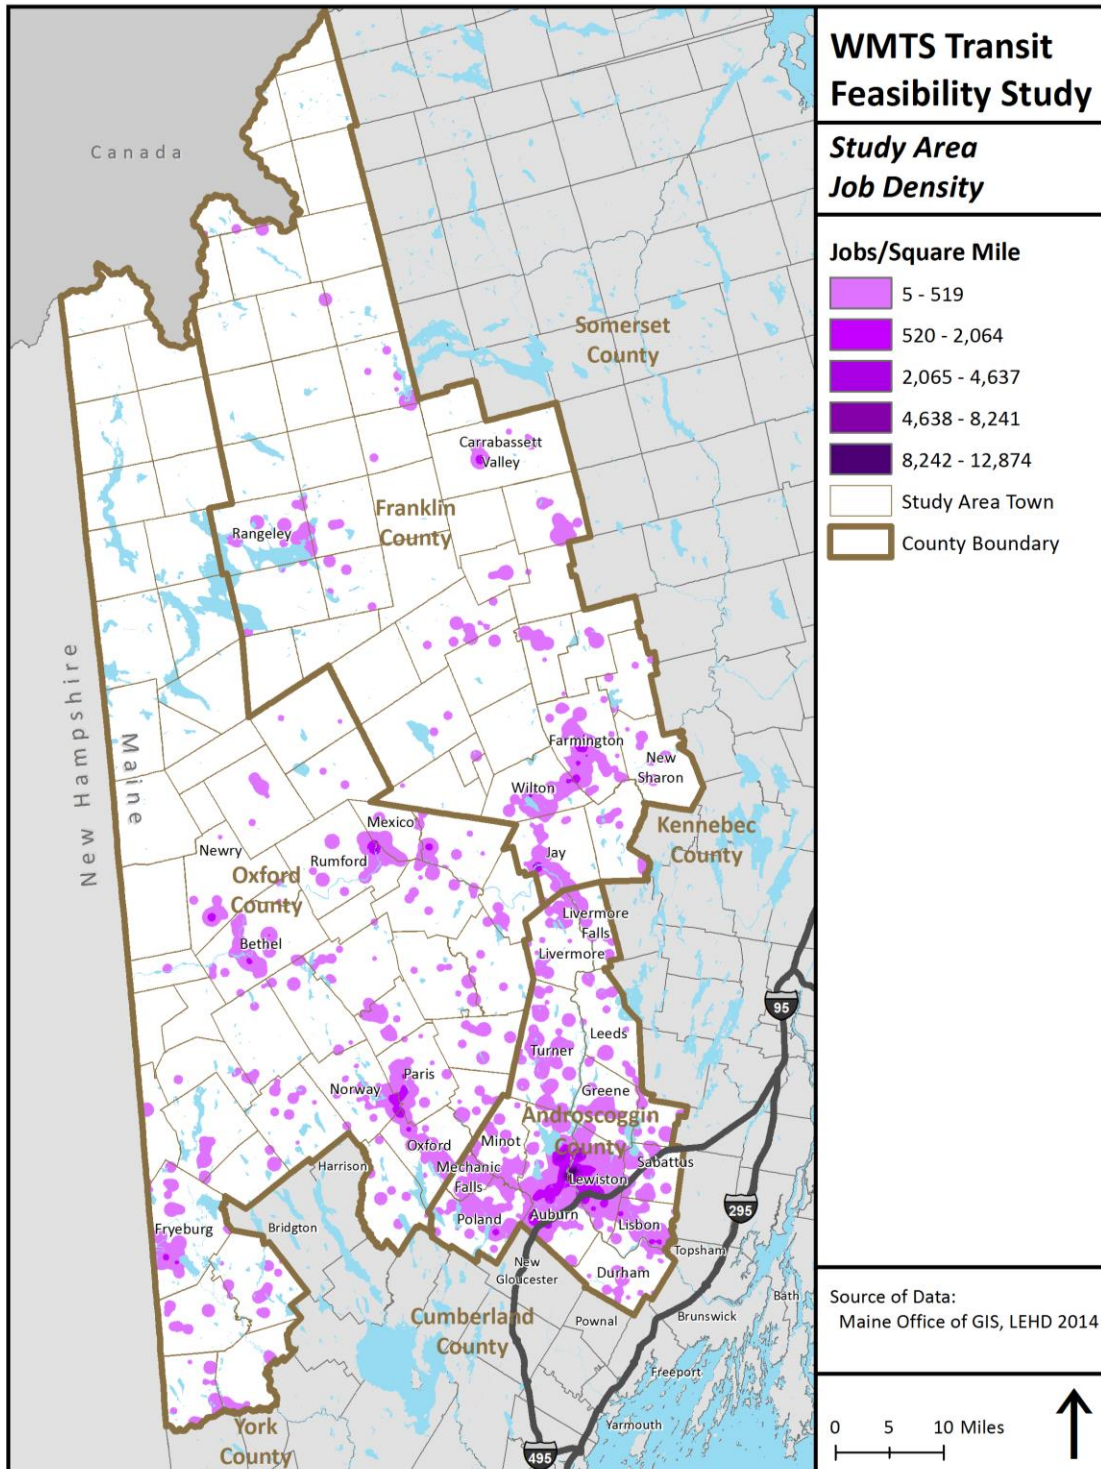 WMTS Transit
Feasibility Study
Study Area
Job Density
Jobs/Square Mile
5 - 519
520 - 2,064
2,065 - 4,637
4,638 - 8,241
8,242 - 12,874
Study Area Town
County Boundary
Source of Data:
Maine Office of GIS, LEHD 2014
0 5 10 Miles
Canada
Somerset
County
Carrabassett
Valley
Franklin
County
Rangeley
New Hampshire
Maine
Farmington
New
Sharon
Wilton
Kennebec
County
Mexico
Newry
Rumford
Jay
Oxford
County
Livermore
Falls
Bethel
Livermore
95
Leeds
Turner
Paris
Norway
Greene
Androscoggin
County
Oxford
Minot
Harrison
Mechanic
Falls
Sabattus
Lewiston
295
Fryeburg
Bridgton
Poland
Auburn
Lisbon
Topsham
New
Gloucester
Durham
Bath
Cumberland
County
Pownal
Brunswick
Freeport
York
County
Yarmouth
495